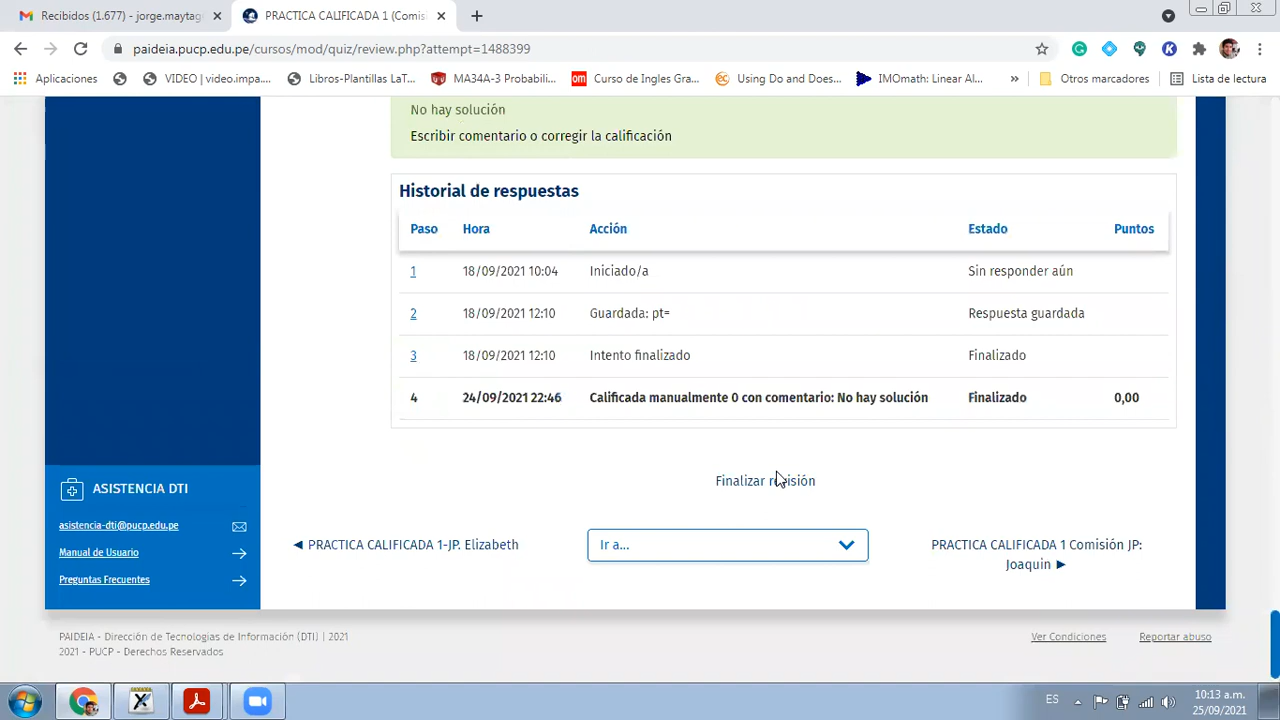 Recibidos (1.677) - jorge.maytag
PRACTICA CALIFICADA 1 (Comisi
paideia.pucp.edu.pe/cursos/mod/quiz/review.php?attempt=1488399
Aplicaciones
VIDEO | video.impa....
Libros-Plantillas LaT...
MA34A-3 Probabili...
om
Curso de Ingles Gra...
Using Do and Does...
IMOmath: Linear Al...
»
Otros marcadores
Lista de lectura
No hay solución
Escribir comentario o corregir la calificación
Historial de respuestas
Paso Hora Acción Estado Puntos
1 18/09/2021 10:04 Iniciado/a Sin responder aún
2 18/09/2021 12:10 Guardada: pt= Respuesta guardada
3 18/09/2021 12:10 Intento finalizado Finalizado
4 24/09/2021 22:46 Calificada manualmente 0 con comentario: No hay solución Finalizado 0,00
Finalizar revisión
◄ PRACTICA CALIFICADA 1-JP. Elizabeth
Ir a...
PRACTICA CALIFICADA 1 Comisión JP:
Joaquin ►
ASISTENCIA DTI
asistencia-dti@pucp.edu.pe
Manual de Usuario
Preguntas Frecuentes
PAIDEIA - Dirección de Tecnologías de Información (DTI) | 2021
2021 - PUCP - Derechos Reservados
Ver Condiciones
Reportar abuso
ES
10:13 a.m.
25/09/2021